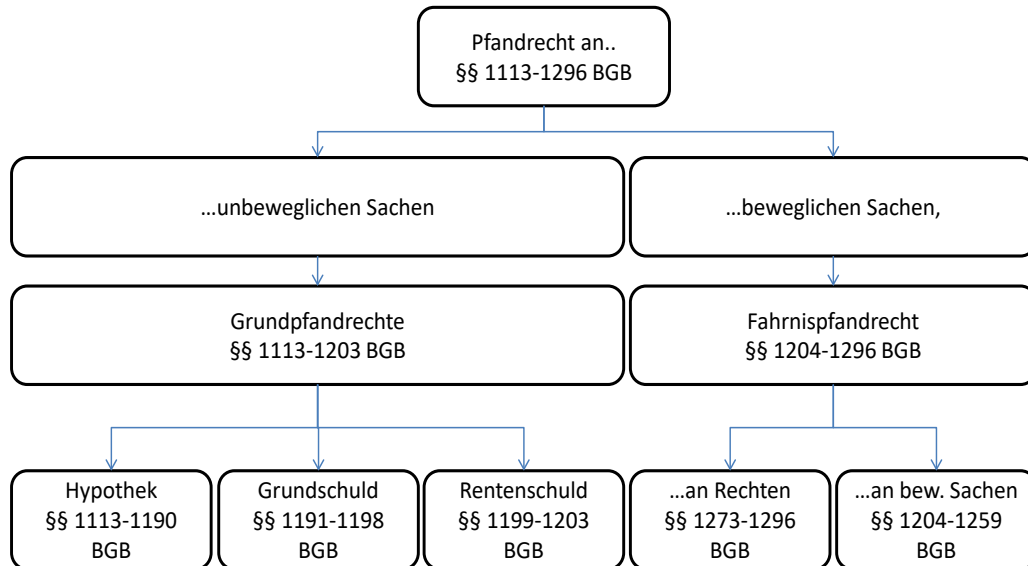 Pfandrecht an..
§§ 1113-1296 BGB
...unbeweglichen Sachen
...beweglichen Sachen,
Grundpfandrechte
§§ 1113-1203 BGB
Fahrnispfandrecht
§§ 1204-1296 BGB
Hypothek
§§ 1113-1190
BGB
Grundschuld
§§ 1191-1198
BGB
Rentenschuld
§§ 1199-1203
BGB
...an Rechten
§§ 1273-1296
BGB
...an bew. Sachen
§§ 1204-1259
BGB